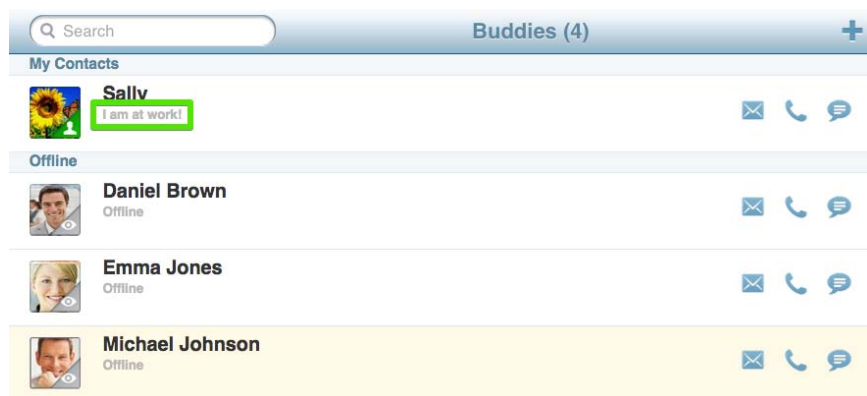 Search
Buddies (4)
My Contacts
Sally
I am at work!
Offline
Daniel Brown
Offline
Emma Jones
Offline
Michael Johnson
Offline